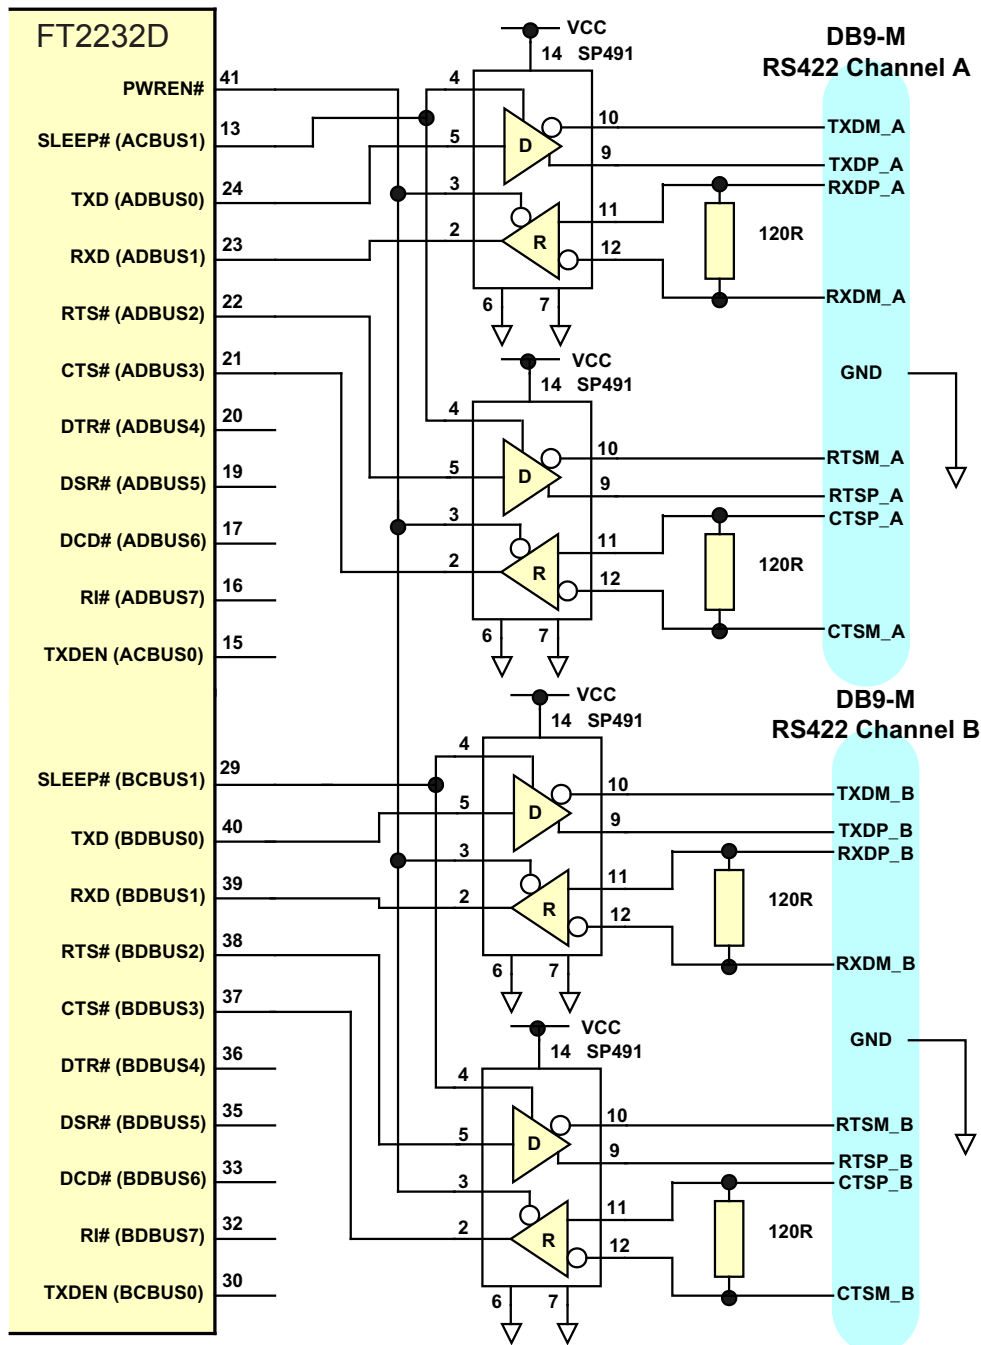 FT2232D
PWREN# 41
SLEEP# (ACBUS1) 13
TXD (ADBUS0) 24
RXD (ADBUS1) 23
RTS# (ADBUS2) 22
CTS# (ADBUS3) 21
DTR# (ADBUS4) 20
DSR# (ADBUS5) 19
DCD# (ADBUS6) 17
RI# (ADBUS7) 16
TXDEN (ACBUS0) 15
SLEEP# (BCBUS1) 29
TXD (BDBUS0) 40
RXD (BDBUS1) 39
RTS# (BDBUS2) 38
CTS# (BDBUS3) 37
DTR# (BDBUS4) 36
DSR# (BDBUS5) 35
DCD# (BDBUS6) 33
RI# (BDBUS7) 32
TXDEN (BCBUS0) 30
VCC
14 SP491
4
5 D 10
9
3
11
2 R
12
6 7
VCC
14 SP491
4
5 D 10
9
3
11
2 R
12
6 7
VCC
14 SP491
4
5 D 10
9
3
11
2 R
12
6 7
VCC
14 SP491
4
5 D 10
9
3
11
2 R
12
6 7
DB9-M
RS422 Channel A
TXDM_A
TXDP_A
RXDP_A
120R
RXDM_A
GND
RTSM_A
RTSP_A
CTSP_A
120R
CTSM_A
DB9-M
RS422 Channel B
TXDM_B
TXDP_B
RXDP_B
120R
RXDM_B
GND
RTSM_B
RTSP_B
CTSP_B
120R
CTSM_B